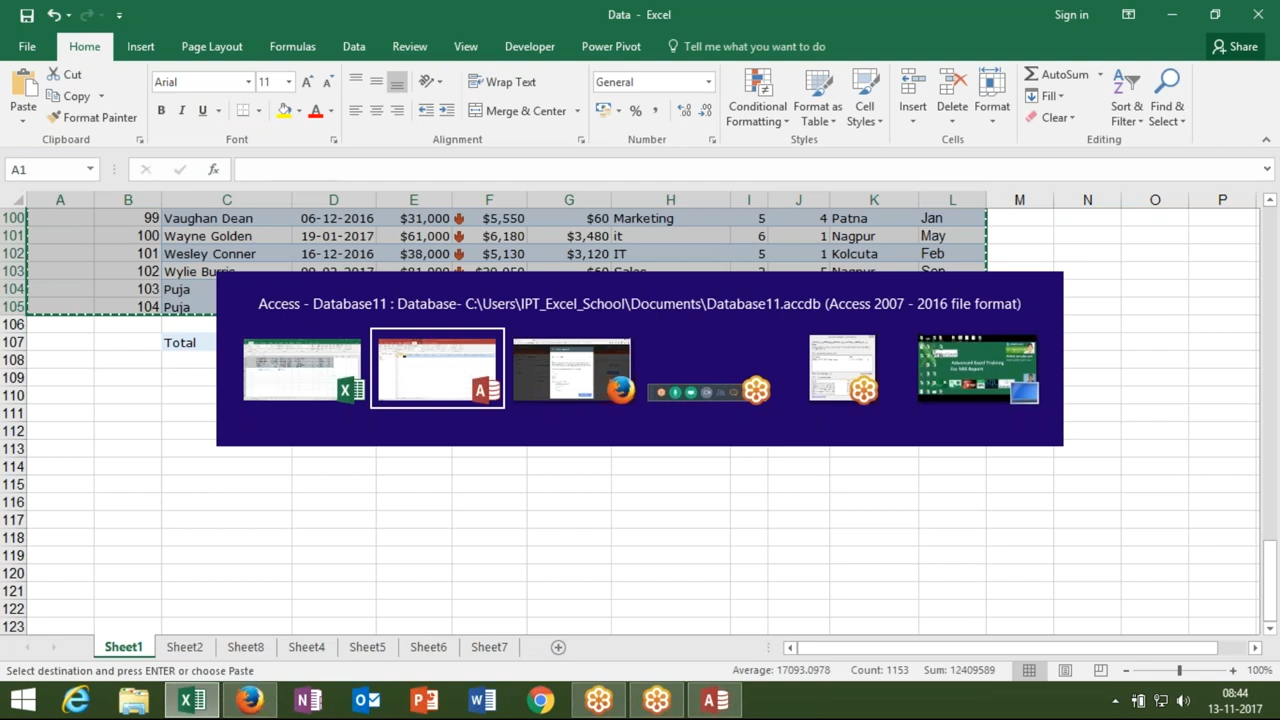 Data - Excel
Sign in
File Home Insert Page Layout Formulas Data Review View Developer Power Pivot Tell me what you want to do Share
Paste
Cut
Copy
Format Painter
Clipboard
Arial 11
B I U
Font
Wrap Text
Merge & Center
Alignment
General
Number
Conditional Formatting
Format as Table
Cell Styles
Styles
Insert Delete Format
Cells
AutoSum
Fill
Clear
Sort & Filter
Find & Select
Editing
A1 fx
A B C D E F G H I J K L M N O P
100 99 Vaughan Dean 06-12-2016 $31,000 $5,550 $60 Marketing 5 4 Patna Jan
101 100 Wayne Golden 19-01-2017 $61,000 $6,180 $3,480 it 6 1 Nagpur May
102 101 Wesley Conner 16-12-2016 $38,000 $5,130 $3,120 IT 5 1 Kolcuta Feb
103 102 Wylie
104 103 Puja
105 104 Puja
106
107 Total
108
109
110
111
112
113
114
115
116
117
118
119
120
121
122
123
Access - Database11 : Database- C:\Users\IPT_Excel_School\Documents\Database11.accdb (Access 2007 - 2016 file format)
Advanced Excel Training
For MIS Report
Sheet1 Sheet2 Sheet8 Sheet4 Sheet5 Sheet6 Sheet7
Select destination and press ENTER or choose Paste
Average: 17093.0978 Count: 1153 Sum: 12409589
100%
08:44
13-11-2017